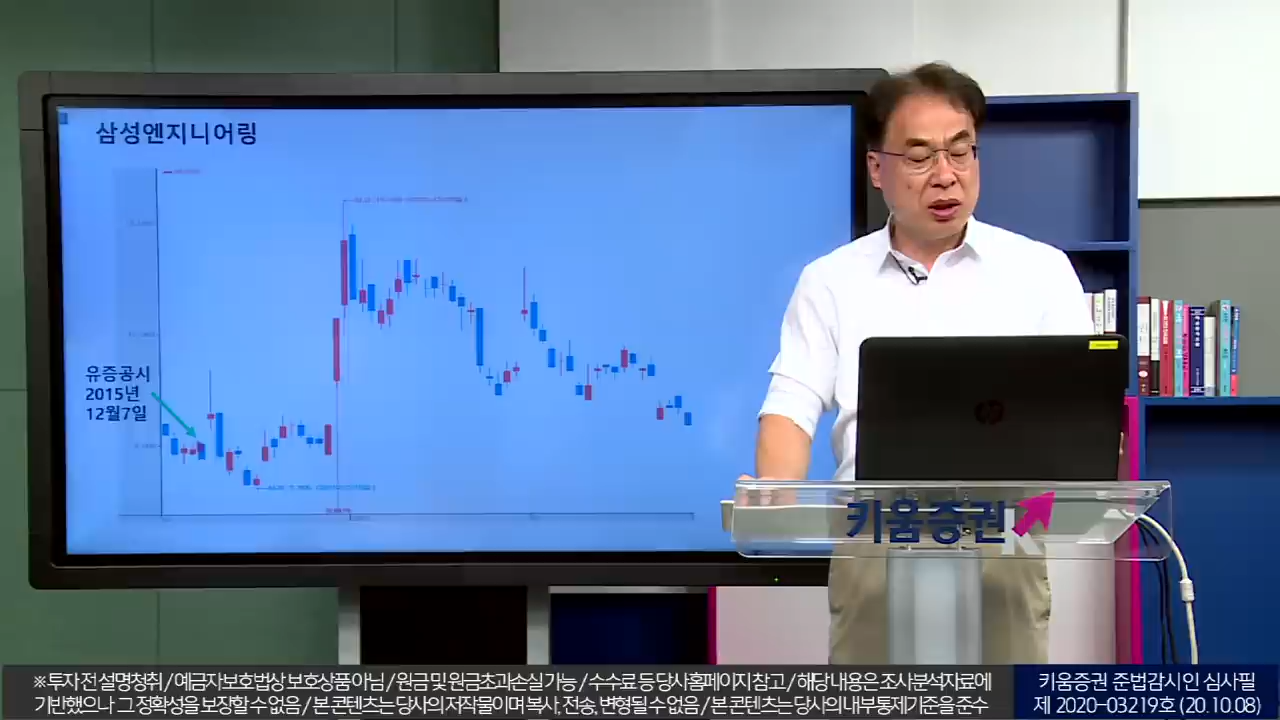 삼성엔지니어링
유증공시
2015년
12월7일
키움증권
※ 투자 전 설명청취 / 예금자보호법상 보호상품 아님 / 원금 및 원금초과손실 가능 / 수수료 등 당사홈페이지 참고 / 해당 내용은 조사분석자료에
기반했으나 그 정확성을 보장할 수 없음 / 본 콘텐츠는 당사의 저작물이며 복사, 전송, 변형될 수 없음 / 본 콘텐츠는 당사의 내부통제기준을 준수
키움증권 준법감시인 심사필
제 2020-03219호 (20.10.08)